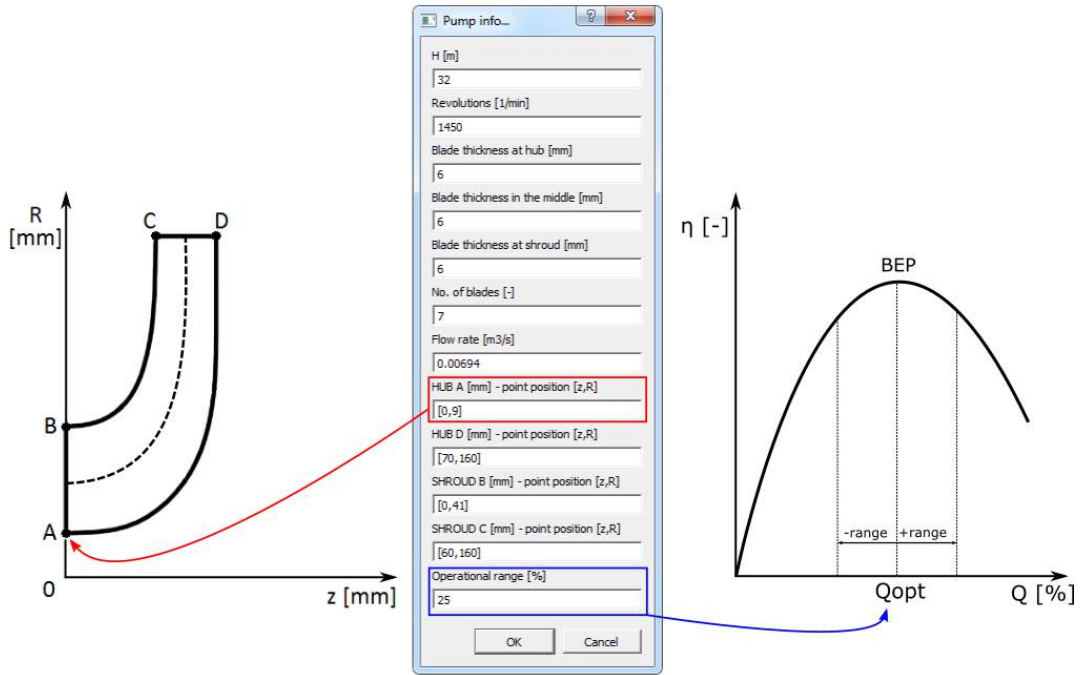 R
[mm]
C
D
B
A
0
z [mm]
Pump info...
H [m]
32
Revolutions [1/min]
1450
Blade thickness at hub [mm]
6
Blade thickness in the middle [mm]
6
Blade thickness at shroud [mm]
6
No. of blades [-]
7
Flow rate [m3/s]
0.00694
HUB A [mm] - point position [z,R]
[0,9]
HUB D [mm] - point position [z,R]
[70,160]
SHROUD B [mm] - point position [z,R]
[0,41]
SHROUD C [mm] - point position [z,R]
[60,160]
Operational range [%]
25
OK
Cancel
η [-]
BEP
-range
+range
Qopt
Q [%]